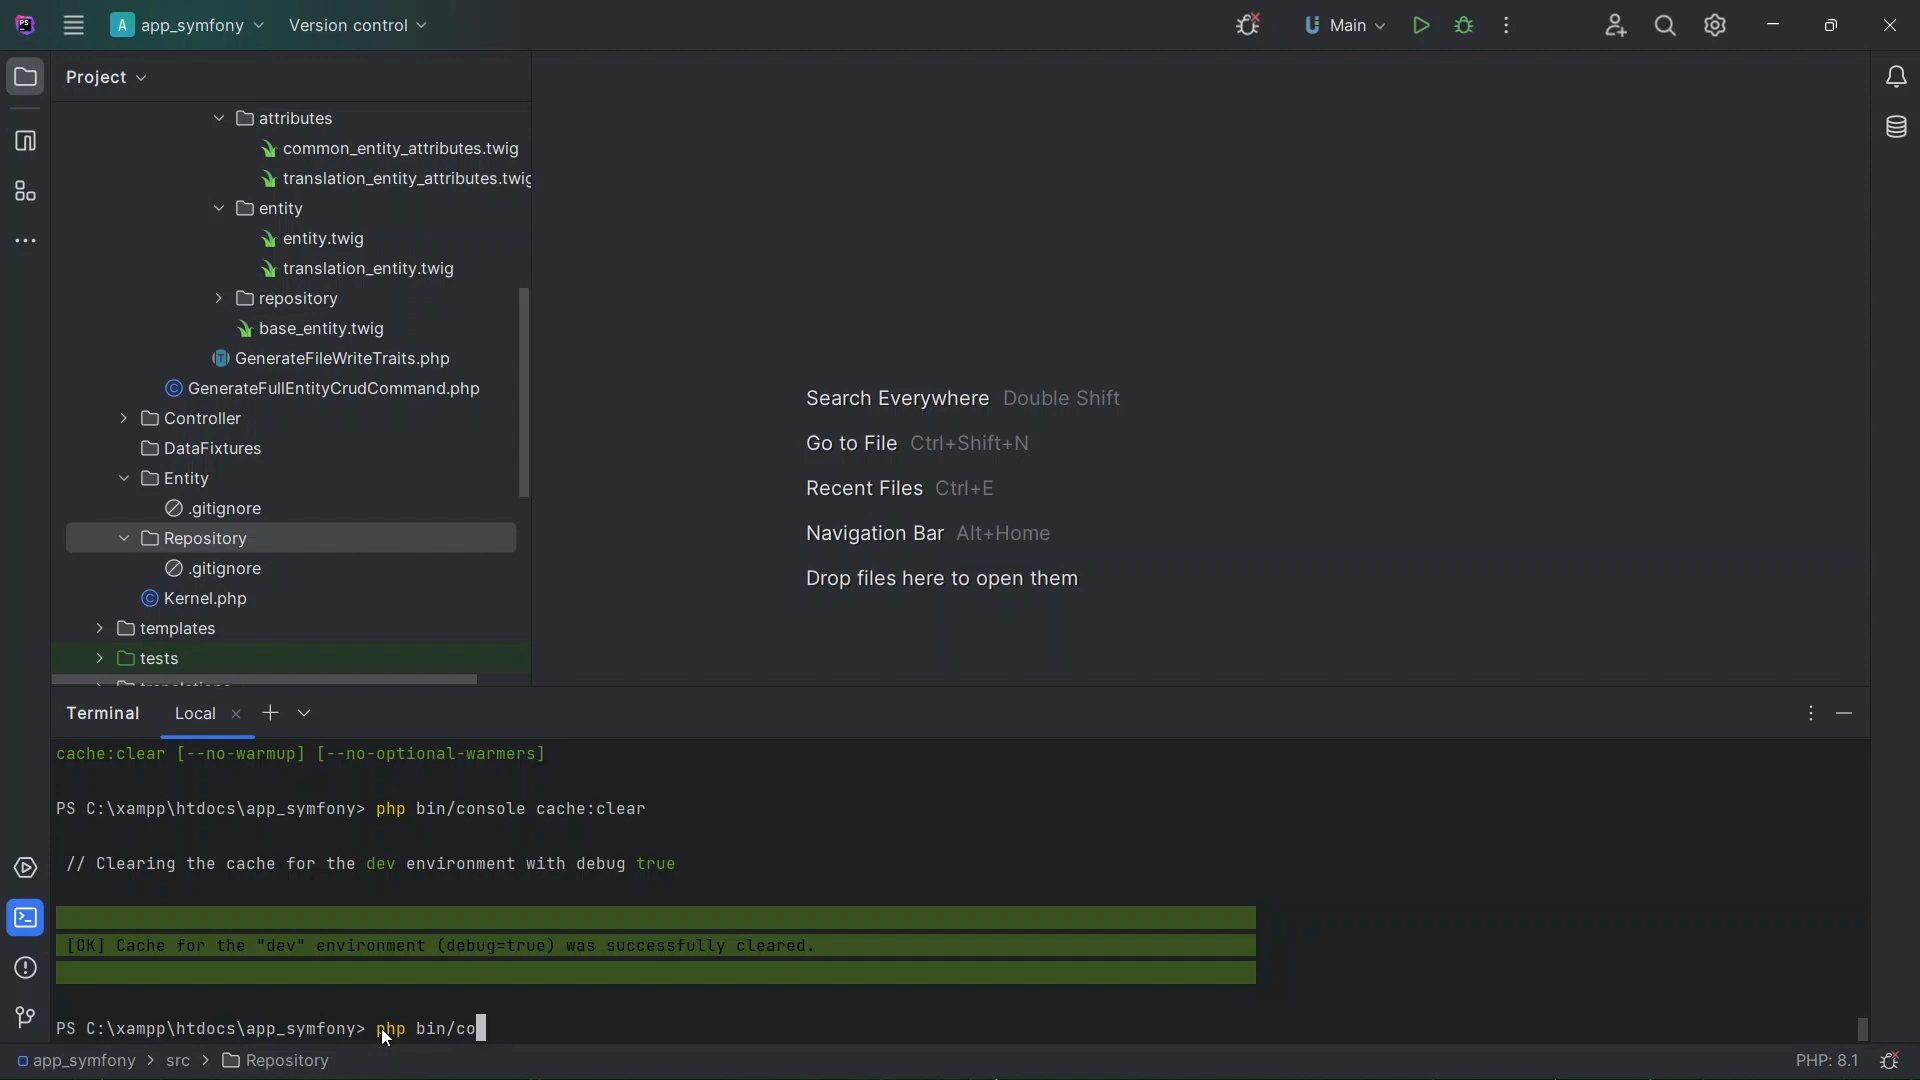 app_symfony
Version control
Main
Project
attributes
common_entity_attributes.twig
translation_entity_attributes.twig
entity
entity.twig
translation_entity.twig
repository
base_entity.twig
GenerateFileWriteTraits.php
GenerateFullEntityCrudCommand.php
Controller
DataFixtures
Entity
.gitignore
Repository
.gitignore
Kernel.php
templates
tests
Search Everywhere Double Shift
Go to File Ctrl+Shift+N
Recent Files Ctrl+E
Navigation Bar Alt+Home
Drop files here to open them
Terminal Local
cache:clear [--no-warmup] [--no-optional-warmers]
PS C:\xampp\htdocs\app_symfony> php bin/console cache:clear
// Clearing the cache for the dev environment with debug true
[OK] Cache for the "dev" environment (debug=true) was successfully cleared.
PS C:\xampp\htdocs\app_symfony> php bin/co
app_symfony > src > Repository
PHP: 8.1